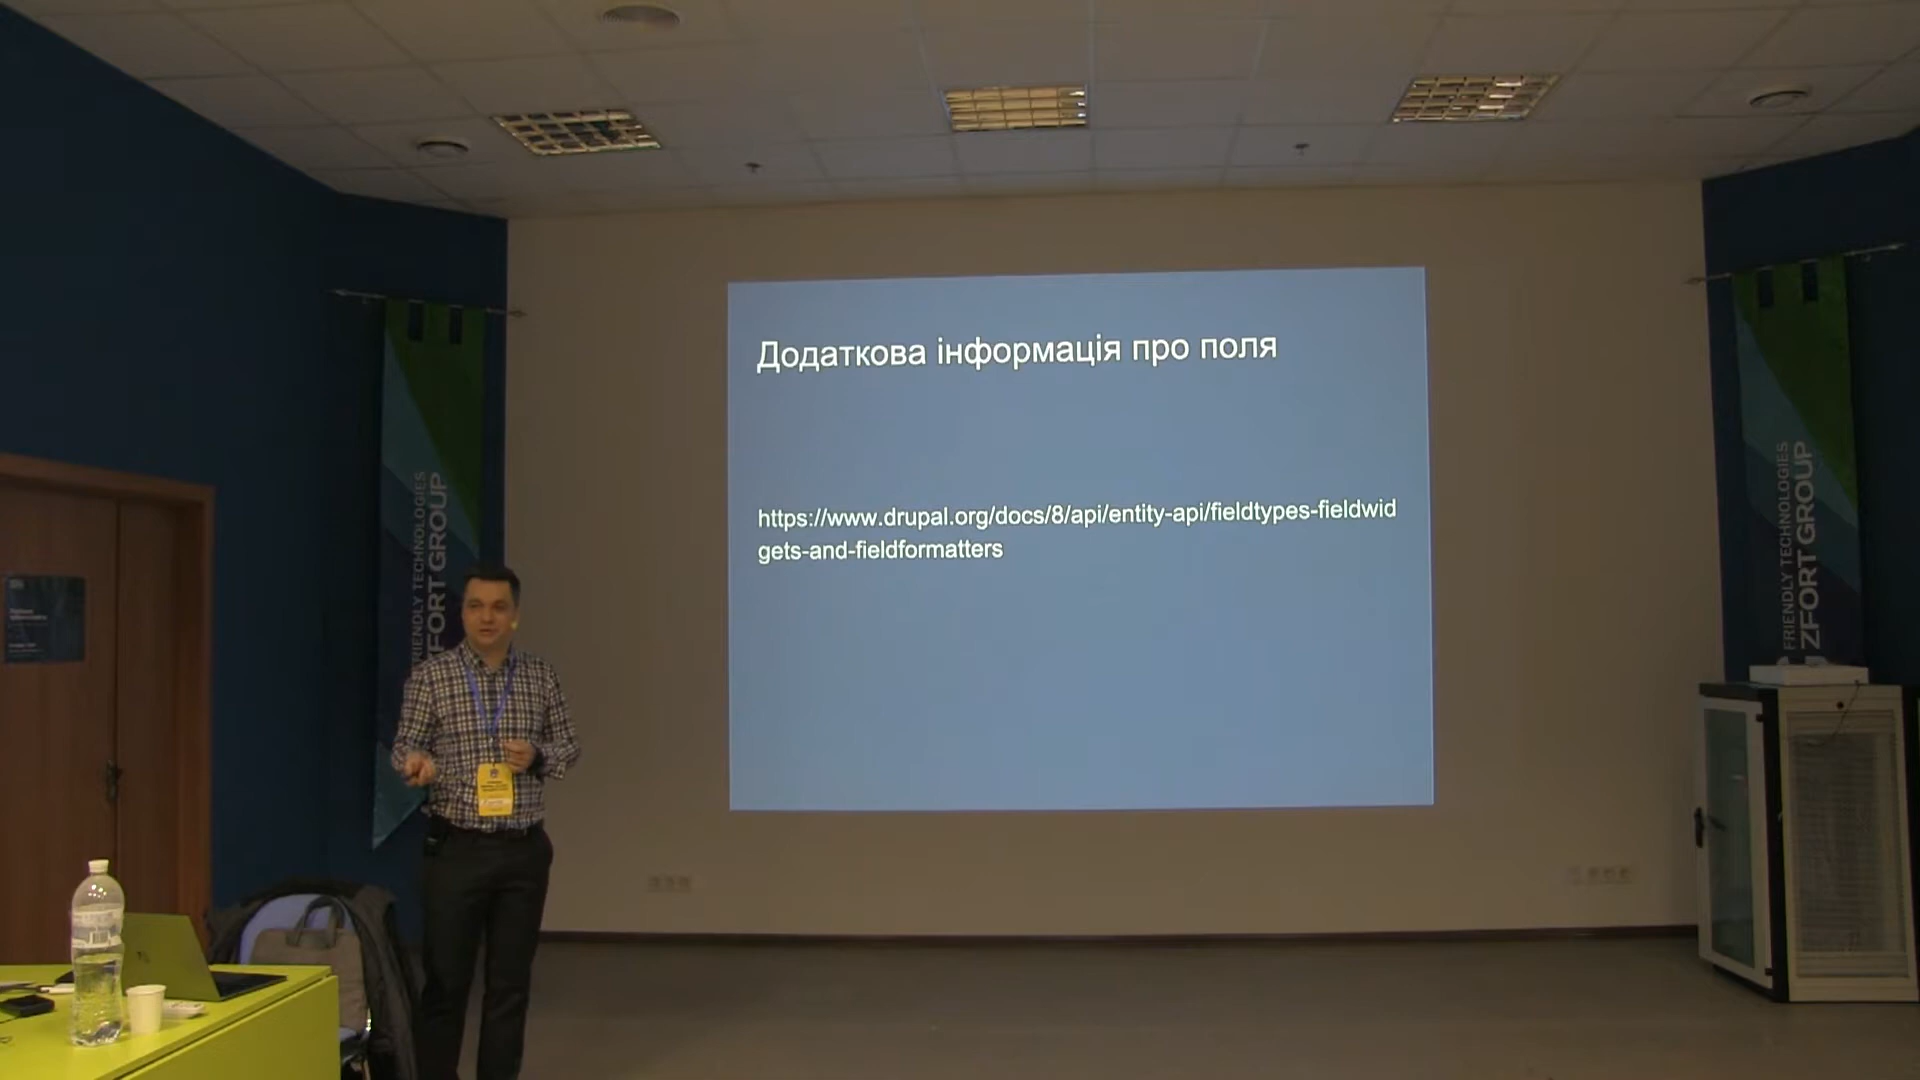 Додаткова інформація про поля
https://www.drupal.org/docs/8/api/entity-api/fieldtypes-fieldwid
gets-and-fieldformatters
FRIENDLY TECHNOLOGIES
ZFORT GROUP
FRIENDLY TECHNOLOGIES
ZFORT GROUP